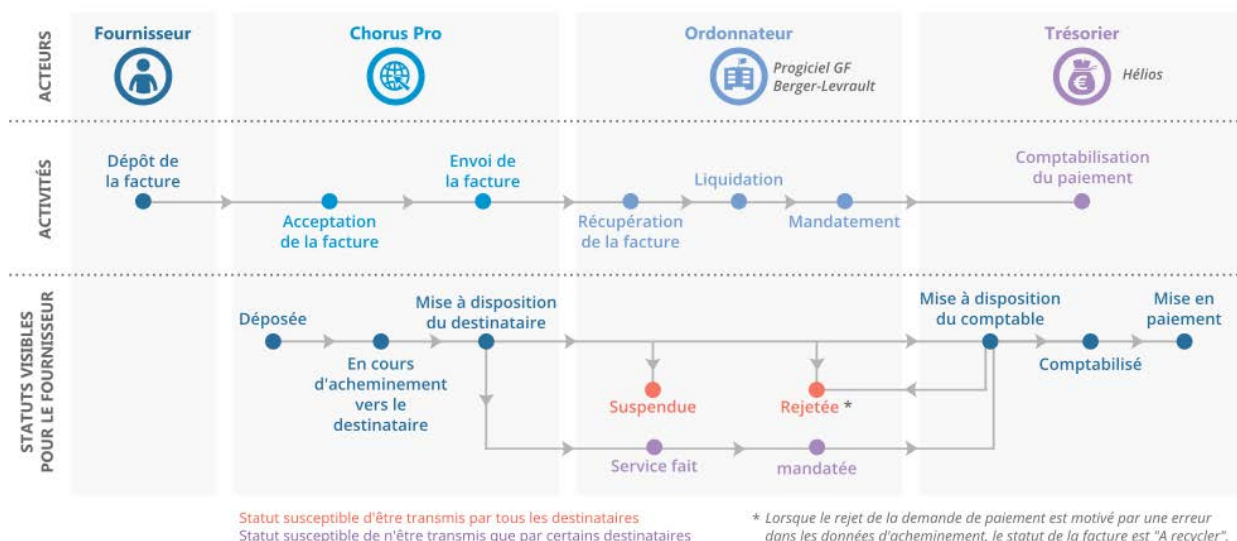 ACTEURS
Fournisseur
Chorus Pro
Ordonnateur
Progiciel GF
Berger-Levrault
Trésorier
€
Hélios
ACTIVITÉS
Dépôt de
la facture
Acceptation
de la facture
Envoi de
la facture
Récupération
de la facture
Liquidation
Mandatement
Comptabilisation
du paiement
STATUTS VISIBLES
POUR LE FOURNISSEUR
Déposée
En cours
d'acheminement
vers le
destinataire
Mise à disposition
du destinataire
Suspendue
Rejetée *
Service fait
mandatée
Mise à disposition
du comptable
Comptabilisé
Mise en
paiement
Statut susceptible d'être transmis par tous les destinataires
Statut susceptible de n'être transmis que par certains destinataires
* Lorsque le rejet de la demande de paiement est motivé par une erreur
dans les données d'acheminement, le statut de la facture est "A recycler".